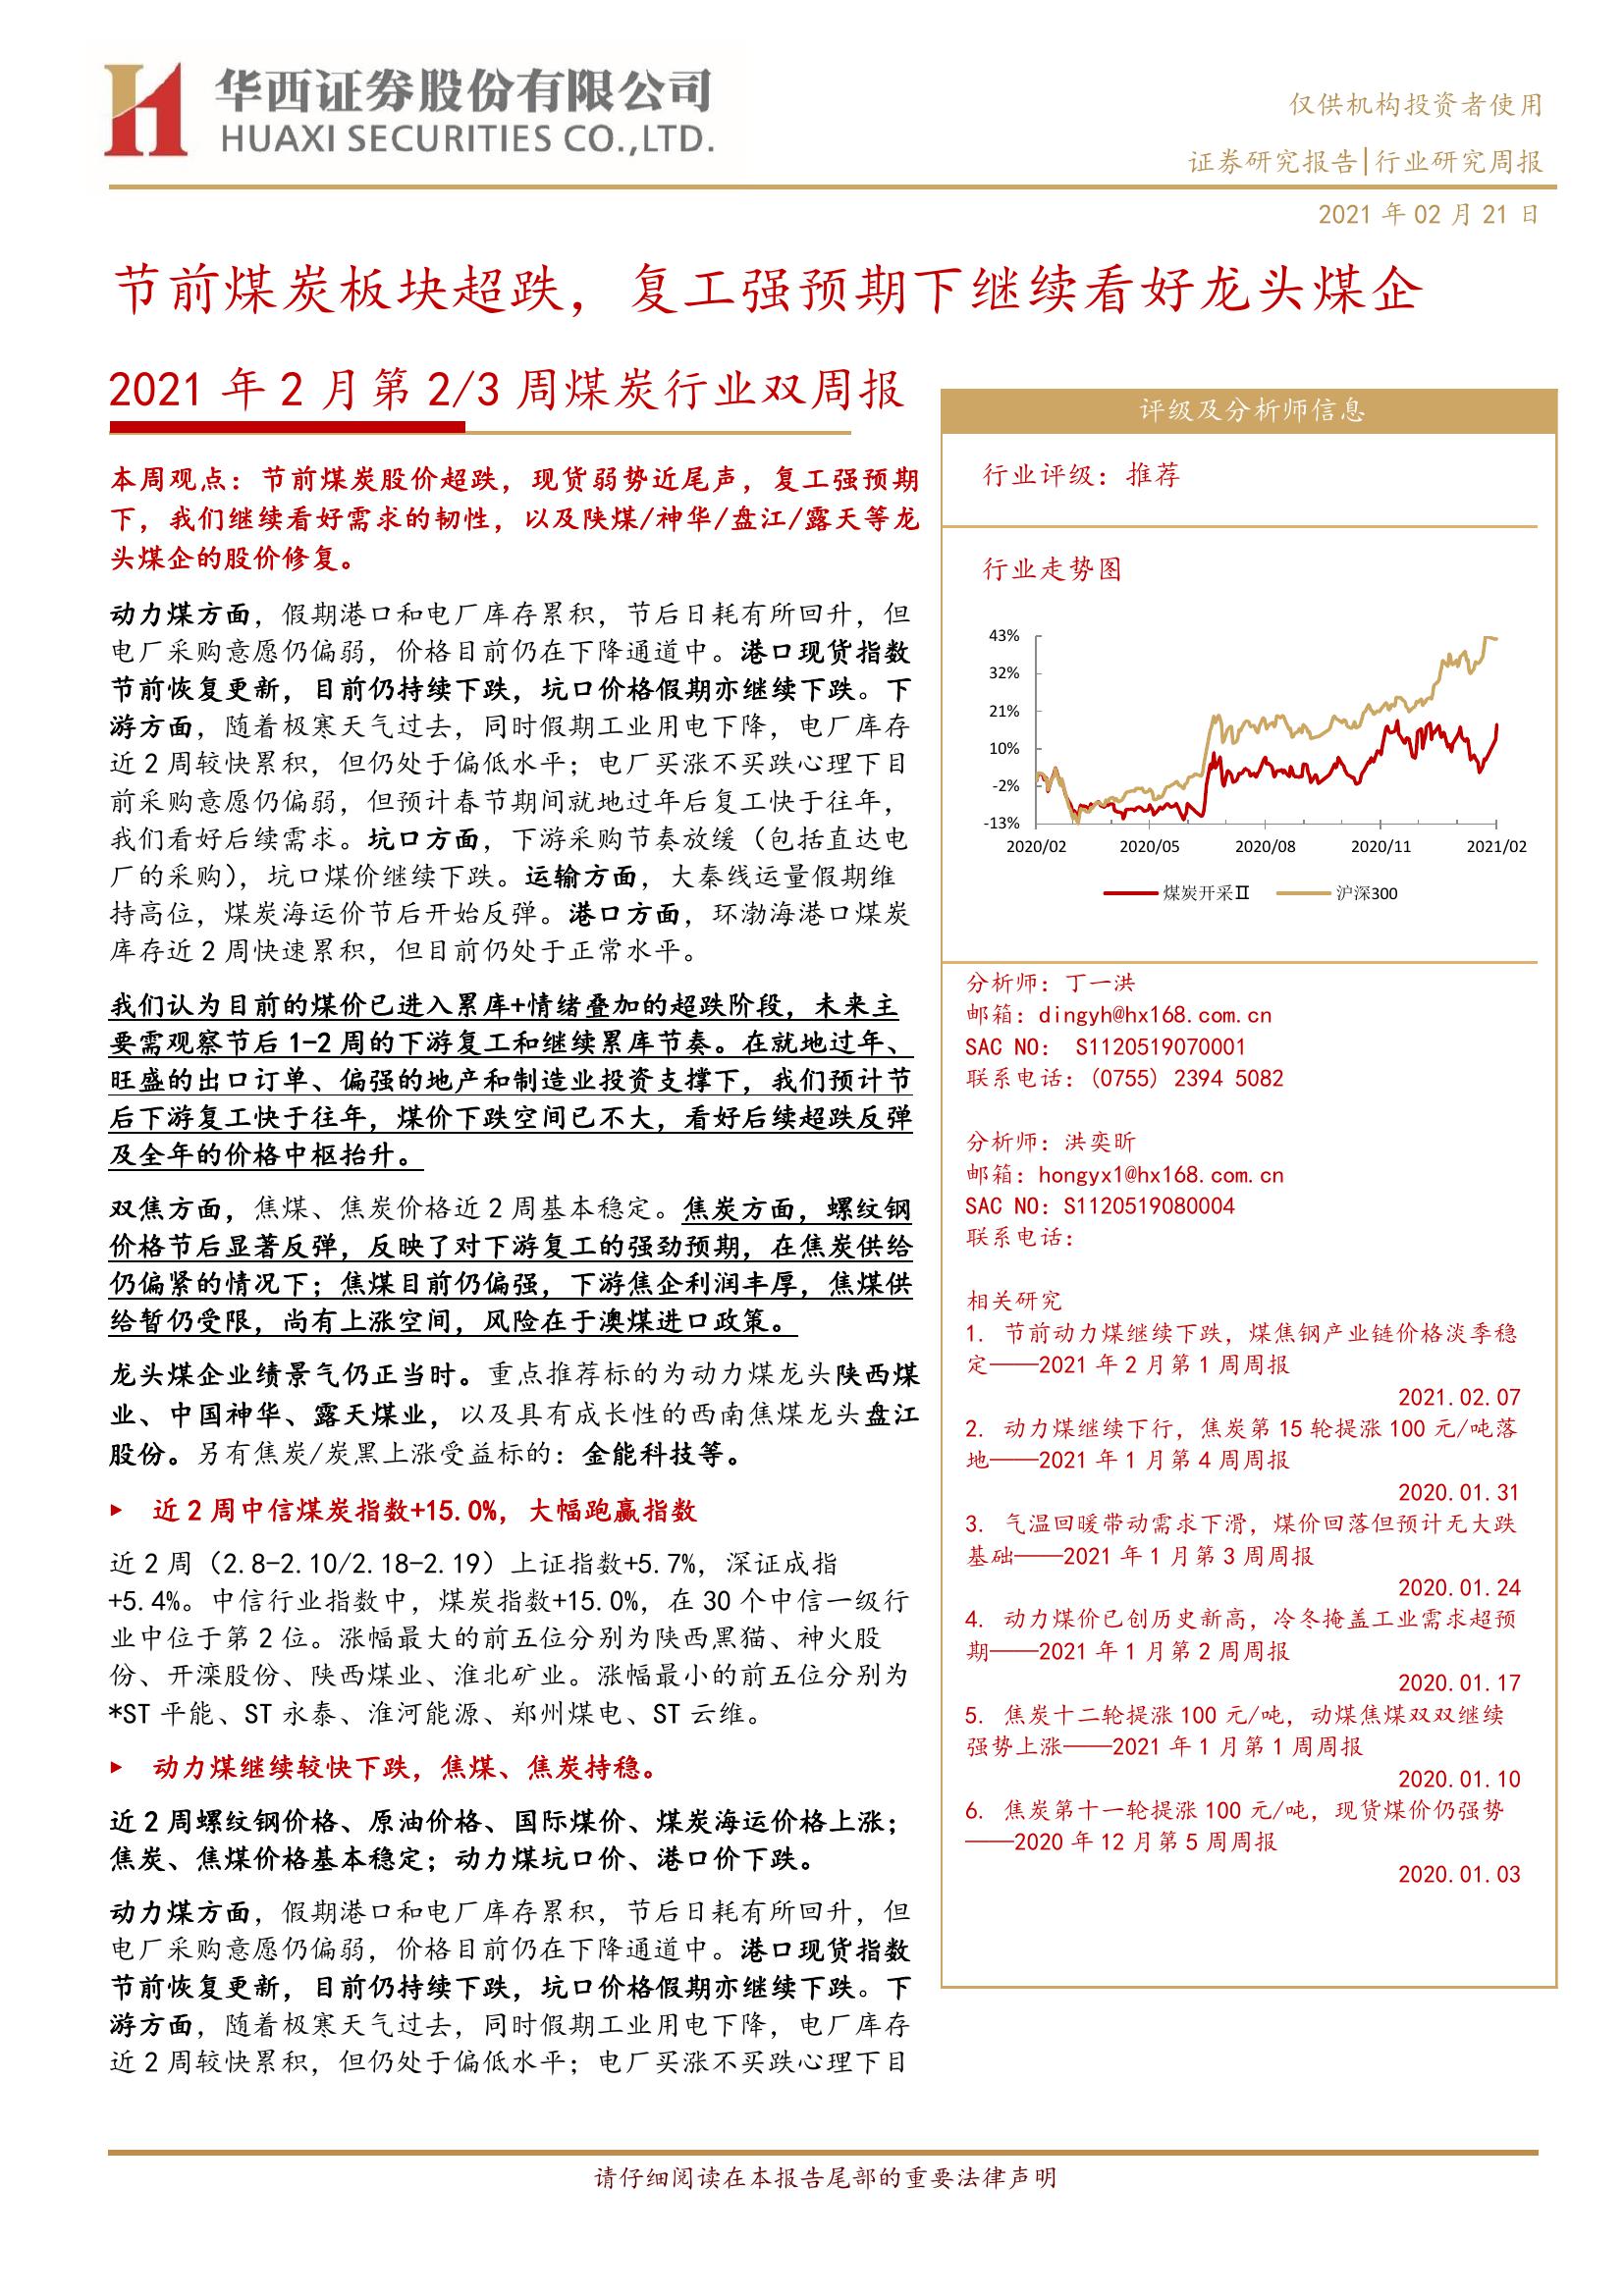 华西证券股份有限公司
HUAXI SECURITIES CO.,LTD.
仅供机构投资者使用
证券研究报告|行业研究周报
2021 年 02 月 21 日
节前煤炭板块超跌，复工强预期下继续看好龙头煤企
2021 年 2 月第 2/3 周煤炭行业双周报
本周观点：节前煤炭股价超跌，现货弱势近尾声，复工强预期
下，我们继续看好需求的韧性，以及陕煤/神华/盘江/露天等龙
头煤企的股价修复。
动力煤方面，假期港口和电厂库存累积，节后日耗有所回升，但
电厂采购意愿仍偏弱，价格目前仍在下降通道中。港口现货指数
节前恢复更新，目前仍持续下跌，坑口价格假期亦继续下跌。下
游方面，随着极寒天气过去，同时假期工业用电下降，电厂库存
近 2 周较快累积，但仍处于偏低水平；电厂买涨不买跌心理下目
前采购意愿仍偏弱，但预计春节期间就地过年后复工快于往年，
我们看好后续需求。坑口方面，下游采购节奏放缓（包括直达电
厂的采购），坑口煤价继续下跌。运输方面，大秦线运量假期维
持高位，煤炭海运价节后开始反弹。港口方面，环渤海港口煤炭
库存近 2 周快速累积，但目前仍处于正常水平。
我们认为目前的煤价已进入累库+情绪叠加的超跌阶段，未来主
要需观察节后 1-2 周的下游复工和继续累库节奏。在就地过年、
旺盛的出口订单、偏强的地产和制造业投资支撑下，我们预计节
后下游复工快于往年，煤价下跌空间已不大，看好后续超跌反弹
及全年的价格中枢抬升。
双焦方面，焦煤、焦炭价格近 2 周基本稳定。焦炭方面，螺纹钢
价格节后显著反弹，反映了对下游复工的强劲预期，在焦炭供给
仍偏紧的情况下；焦煤目前仍偏强，下游焦企利润丰厚，焦煤供
给暂仍受限，尚有上涨空间，风险在于澳煤进口政策。
龙头煤企业绩景气仍正当时。重点推荐标的为动力煤龙头陕西煤
业、中国神华、露天煤业，以及具有成长性的西南焦煤龙头盘江
股份。另有焦炭/炭黑上涨受益标的：金能科技等。
近 2 周中信煤炭指数+15.0%，大幅跑赢指数
近 2 周（2.8-2.10/2.18-2.19）上证指数+5.7%，深证成指
+5.4%。中信行业指数中，煤炭指数+15.0%，在 30 个中信一级行
业中位于第 2 位。涨幅最大的前五位分别为陕西黑猫、神火股
份、开滦股份、陕西煤业、淮北矿业。涨幅最小的前五位分别为
*ST 平能、ST 永泰、淮河能源、郑州煤电、ST 云维。
动力煤继续较快下跌，焦煤、焦炭持稳。
近 2 周螺纹钢价格、原油价格、国际煤价、煤炭海运价格上涨；
焦炭、焦煤价格基本稳定；动力煤坑口价、港口价下跌。
动力煤方面，假期港口和电厂库存累积，节后日耗有所回升，但
电厂采购意愿仍偏弱，价格目前仍在下降通道中。港口现货指数
节前恢复更新，目前仍持续下跌，坑口价格假期亦继续下跌。下
游方面，随着极寒天气过去，同时假期工业用电下降，电厂库存
近 2 周较快累积，但仍处于偏低水平；电厂买涨不买跌心理下目
评级及分析师信息
行业评级：推荐
行业走势图
43%
32%
21%
10%
-2%
-13%
2020/02 2020/05 2020/08 2020/11 2021/02
煤炭开采Ⅱ 沪深300
分析师：丁一洪
邮箱：dingyh@hx168.com.cn
SAC NO： S1120519070001
联系电话：(0755) 2394 5082
分析师：洪奕昕
邮箱：hongyx1@hx168.com.cn
SAC NO：S1120519080004
联系电话：
相关研究
1. 节前动力煤继续下跌，煤焦钢产业链价格淡季稳
定——2021 年 2 月第 1 周周报
2021.02.07
2. 动力煤继续下行，焦炭第 15 轮提涨 100 元/吨落
地——2021 年 1 月第 4 周周报
2020.01.31
3. 气温回暖带动需求下滑，煤价回落但预计无大跌
基础——2021 年 1 月第 3 周周报
2020.01.24
4. 动力煤价已创历史新高，冷冬掩盖工业需求超预
期——2021 年 1 月第 2 周周报
2020.01.17
5. 焦炭十二轮提涨 100 元/吨，动煤焦煤双双继续
强势上涨——2021 年 1 月第 1 周周报
2020.01.10
6. 焦炭第十一轮提涨 100 元/吨，现货煤价仍强势
——2020 年 12 月第 5 周周报
2020.01.03
请仔细阅读在本报告尾部的重要法律声明